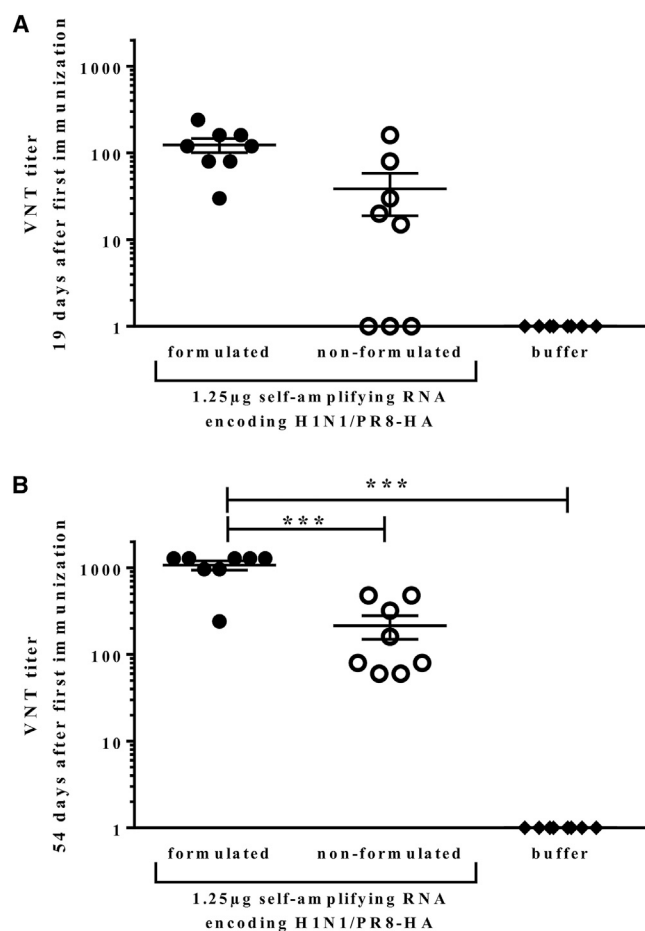 A
VNT titer
19 days after first immunization
1000
100
10
1
formulated non-formulated buffer
1.25µg self-amplifying RNA
encoding H1N1/PR8-HA
B
***
***
VNT titer
54 days after first immunization
1000
100
10
1
formulated non-formulated buffer
1.25µg self-amplifying RNA
encoding H1N1/PR8-HA